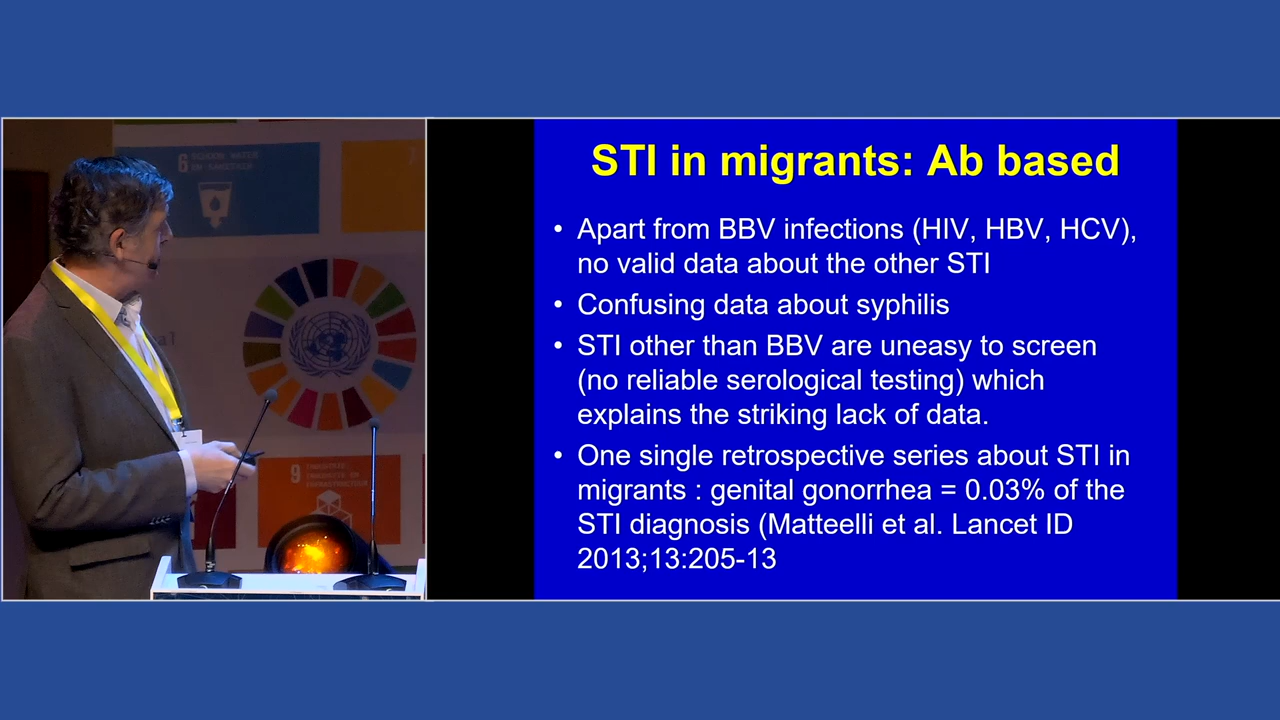 STI in migrants: Ab based
• Apart from BBV infections (HIV, HBV, HCV),
no valid data about the other STI
• Confusing data about syphilis
• STI other than BBV are uneasy to screen
(no reliable serological testing) which
explains the striking lack of data.
• One single retrospective series about STI in
migrants : genital gonorrhea = 0.03% of the
STI diagnosis (Matteelli et al. Lancet ID
2013;13:205-13
6
9